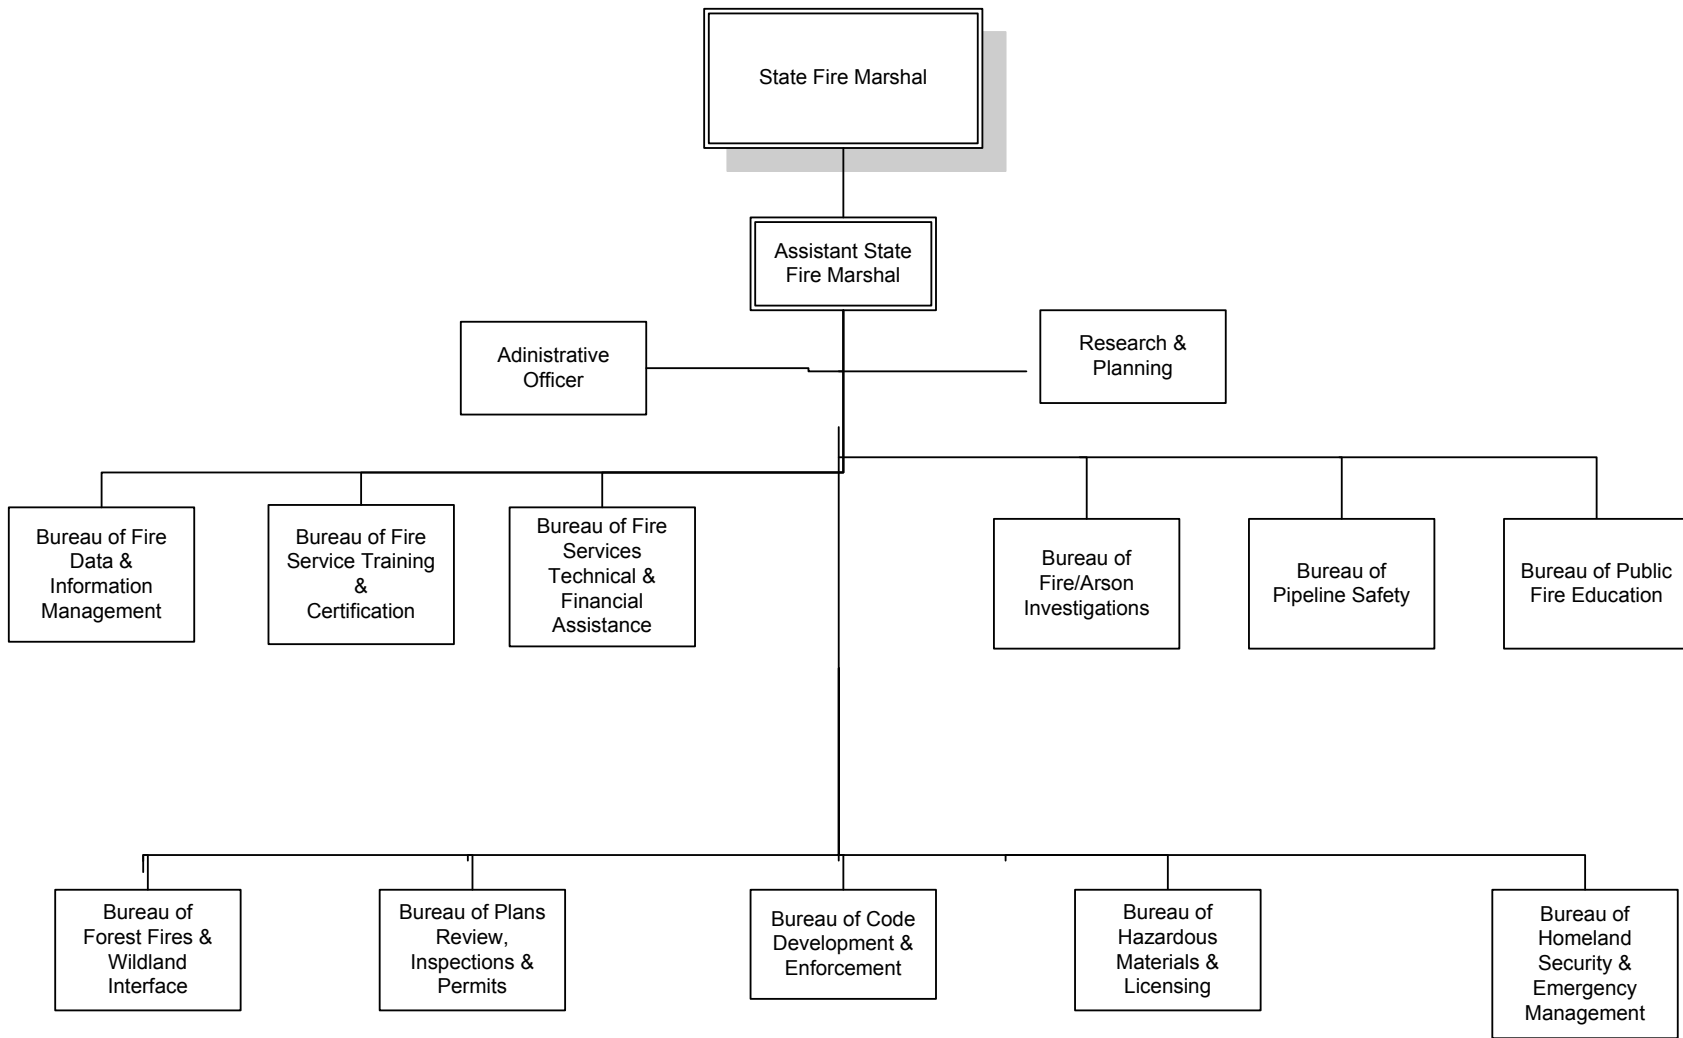 State Fire Marshal
Assistant State
Fire Marshal
Adinistrative
Officer
Research &
Planning
Bureau of Fire
Data &
Information
Management
Bureau of Fire
Service Training
&
Certification
Bureau of Fire
Services
Technical &
Financial
Assistance
Bureau of
Fire/Arson
Investigations
Bureau of
Pipeline Safety
Bureau of Public
Fire Education
Bureau of
Forest Fires &
Wildland
Interface
Bureau of Plans
Review,
Inspections &
Permits
Bureau of Code
Development &
Enforcement
Bureau of
Hazardous
Materials &
Licensing
Bureau of
Homeland
Security &
Emergency
Management